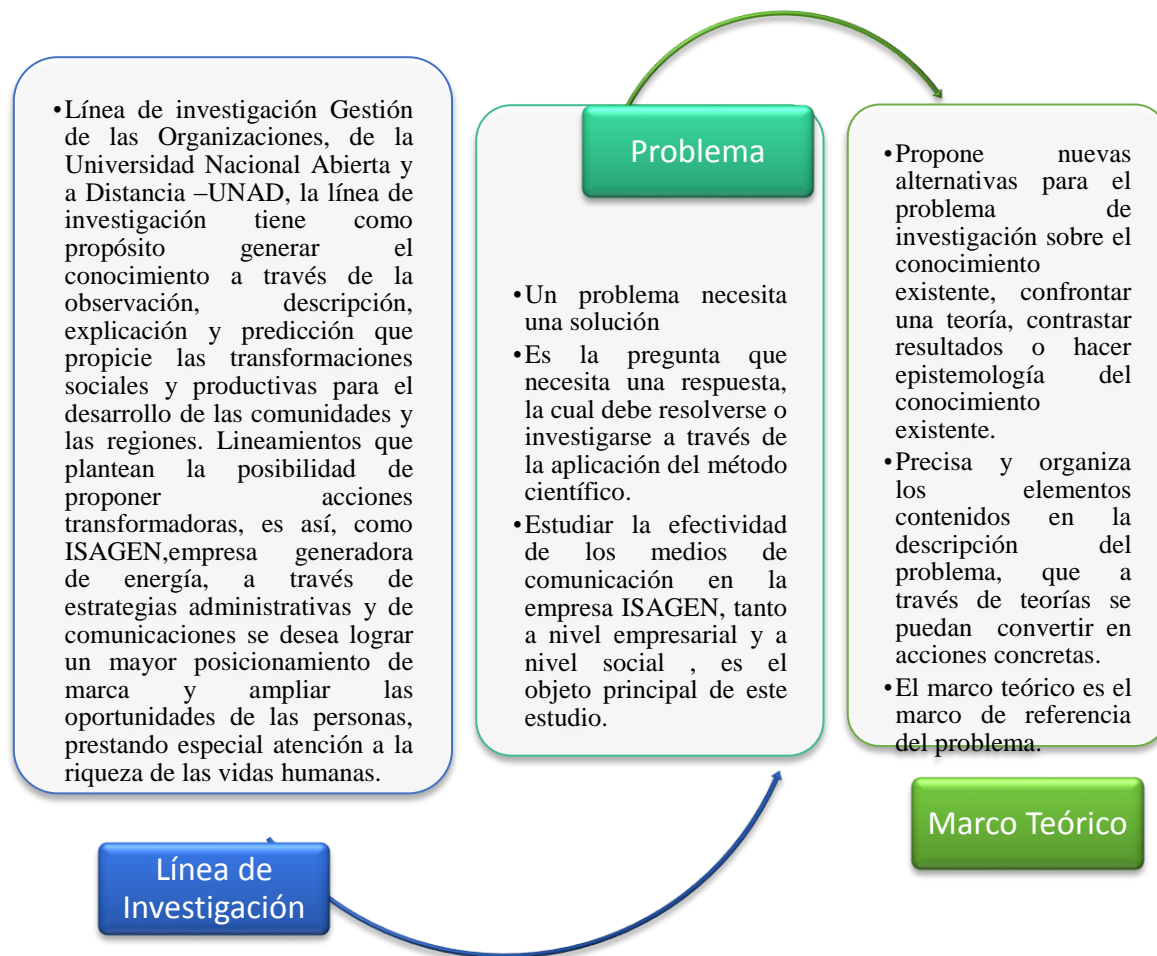 •Línea de investigación Gestión
de las Organizaciones, de la
Universidad Nacional Abierta y
a Distancia –UNAD, la línea de
investigación tiene como
propósito generar el
conocimiento a través de la
observación, descripción,
explicación y predicción que
propicie las transformaciones
sociales y productivas para el
desarrollo de las comunidades y
las regiones. Lineamientos que
plantean la posibilidad de
proponer acciones
transformadoras, es así, como
ISAGEN,empresa generadora
de energía, a través de
estrategias administrativas y de
comunicaciones se desea lograr
un mayor posicionamiento de
marca y ampliar las
oportunidades de las personas,
prestando especial atención a la
riqueza de las vidas humanas.
Línea de
Investigación
Problema
•Un problema necesita
una solución
•Es la pregunta que
necesita una respuesta,
la cual debe resolverse o
investigarse a través de
la aplicación del método
científico.
•Estudiar la efectividad
de los medios de
comunicación en la
empresa ISAGEN, tanto
a nivel empresarial y a
nivel social , es el
objeto principal de este
estudio.
•Propone nuevas
alternativas para el
problema de
investigación sobre el
conocimiento
existente, confrontar
una teoría, contrastar
resultados o hacer
epistemología del
conocimiento
existente.
•Precisa y organiza
los elementos
contenidos en la
descripción del
problema, que a
través de teorías se
puedan convertir en
acciones concretas.
•El marco teórico es el
marco de referencia
del problema.
Marco Teórico